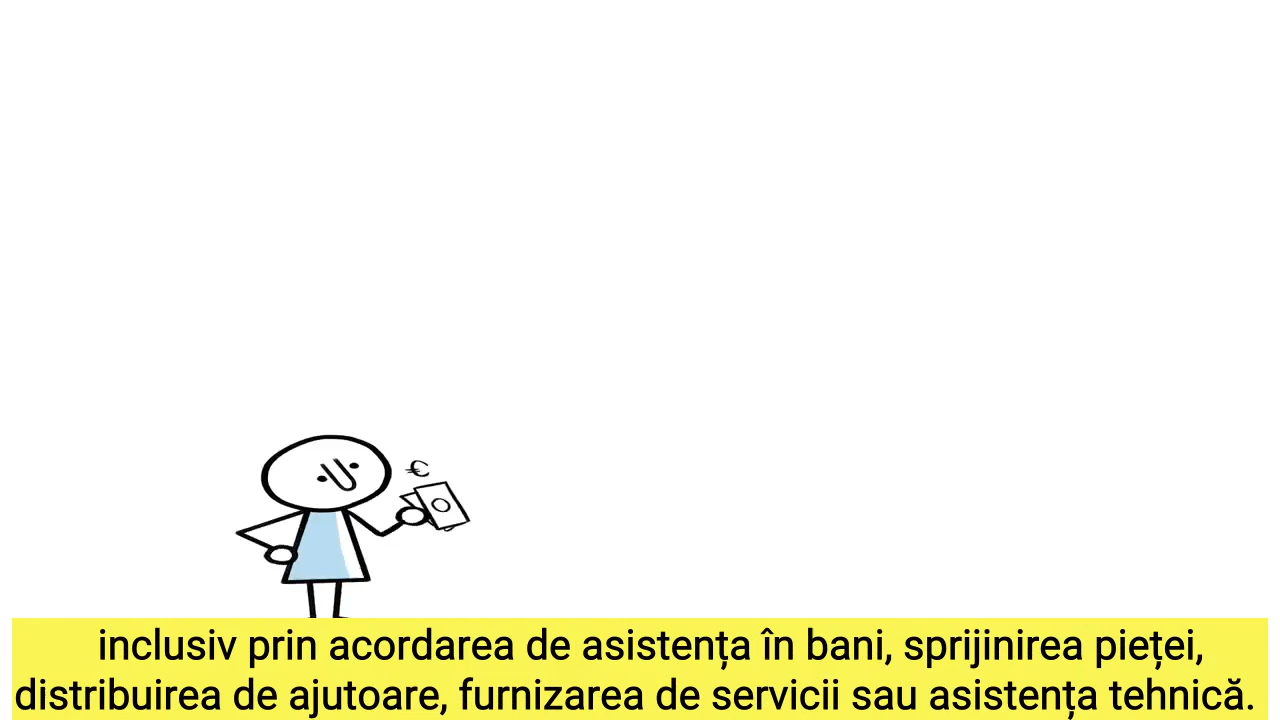 €
inclusiv prin acordarea de asistența în bani, sprijinirea pieței,
distribuirea de ajutoare, furnizarea de servicii sau asistența tehnică.